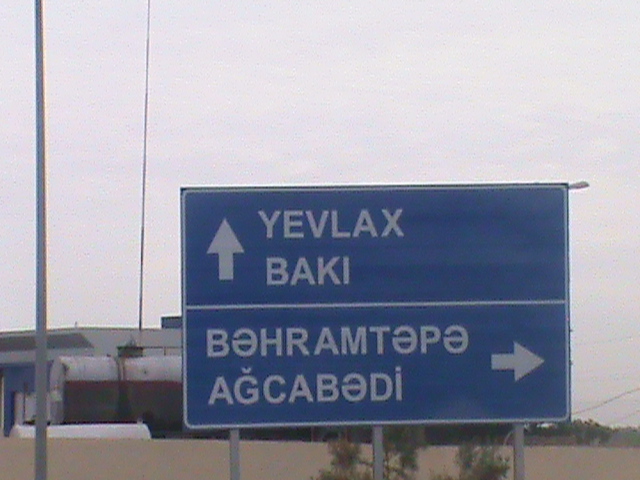 YEVLAX
BAKI
BƏHRAMTƏPƏ
AĞCABƏDİ